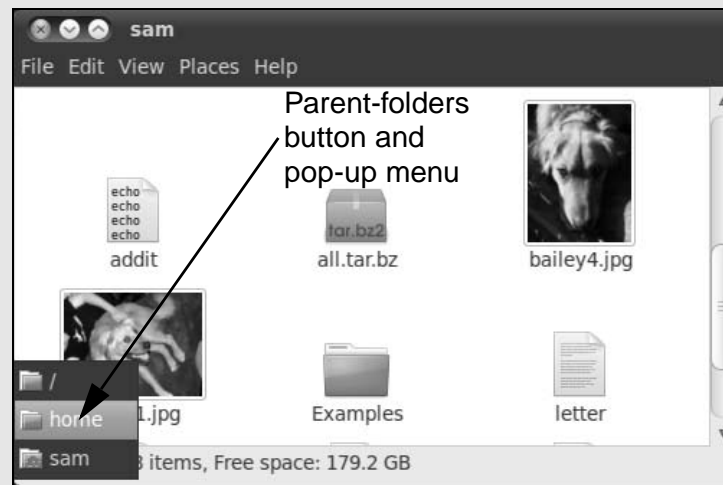 sam
File Edit View Places Help
Parent-folders
button and
pop-up menu
echo
echo
echo
echo
tar.bz2
addit
all.tar.bz
bailey4.jpg
/
home
1.jpg
Examples
letter
sam
items, Free space: 179.2 GB